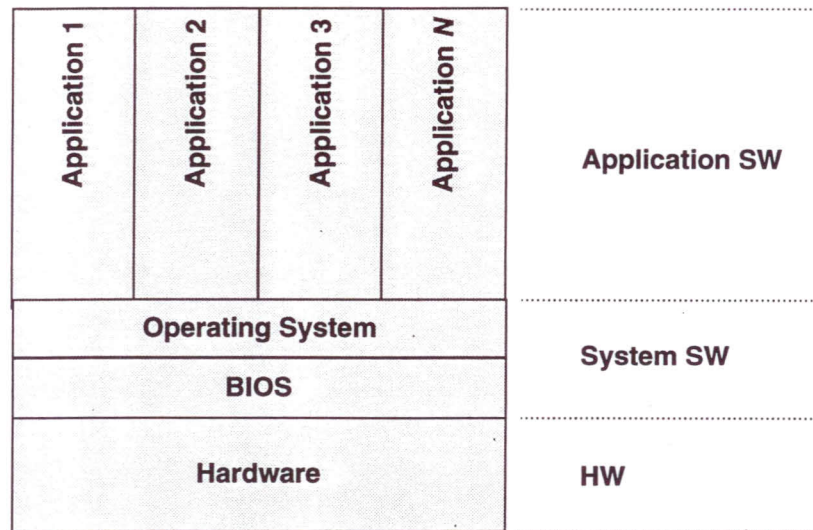 Application 1
Application 2
Application 3
Application N
Application SW
Operating System
System SW
BIOS
Hardware
HW